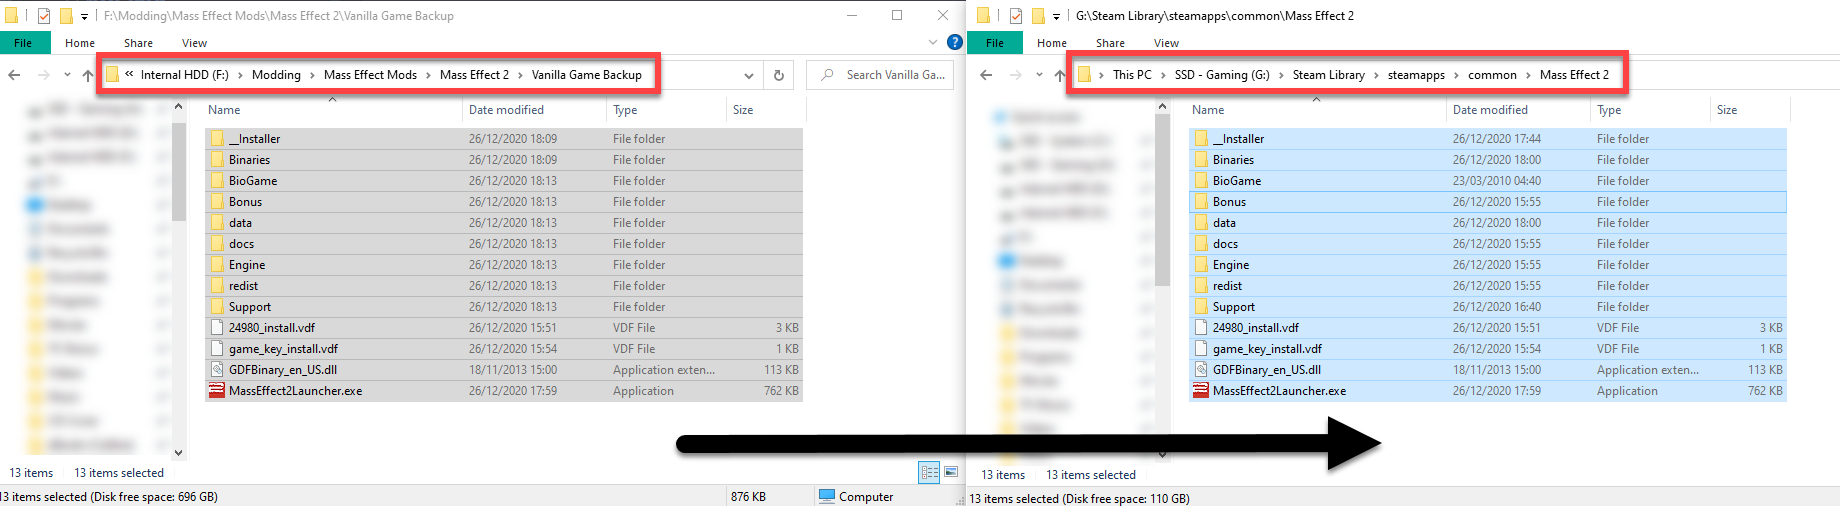 F:\Modding\Mass Effect Mods\Mass Effect 2\Vanilla Game Backup
File Home Share View
« Internal HDD (F:) › Modding › Mass Effect Mods › Mass Effect 2 › Vanilla Game Backup
Search Vanilla Ga...
Name Date modified Type Size
__Installer 26/12/2020 18:09 File folder
Binaries 26/12/2020 18:09 File folder
BioGame 26/12/2020 18:13 File folder
Bonus 26/12/2020 18:13 File folder
data 26/12/2020 18:13 File folder
docs 26/12/2020 18:13 File folder
Engine 26/12/2020 18:13 File folder
redist 26/12/2020 18:13 File folder
Support 26/12/2020 18:13 File folder
24980_install.vdf 26/12/2020 15:51 VDF File 3 KB
game_key_install.vdf 26/12/2020 15:54 VDF File 1 KB
GDFBinary_en_US.dll 18/11/2013 15:00 Application exten... 113 KB
MassEffect2Launcher.exe 26/12/2020 17:59 Application 762 KB
13 items 13 items selected
13 items selected (Disk free space: 696 GB) 876 KB Computer
G:\Steam Library\steamapps\common\Mass Effect 2
File Home Share View
› This PC › SSD - Gaming (G:) › Steam Library › steamapps › common › Mass Effect 2
Name Date modified Type Size
__Installer 26/12/2020 17:44 File folder
Binaries 26/12/2020 18:00 File folder
BioGame 23/03/2010 04:40 File folder
Bonus 26/12/2020 15:55 File folder
data 26/12/2020 18:00 File folder
docs 26/12/2020 15:55 File folder
Engine 26/12/2020 15:55 File folder
redist 26/12/2020 15:55 File folder
Support 26/12/2020 16:40 File folder
24980_install.vdf 26/12/2020 15:51 VDF File 3 KB
game_key_install.vdf 26/12/2020 15:54 VDF File 1 KB
GDFBinary_en_US.dll 18/11/2013 15:00 Application exten... 113 KB
MassEffect2Launcher.exe 26/12/2020 17:59 Application 762 KB
13 items 13 items selected
13 items selected (Disk free space: 110 GB)